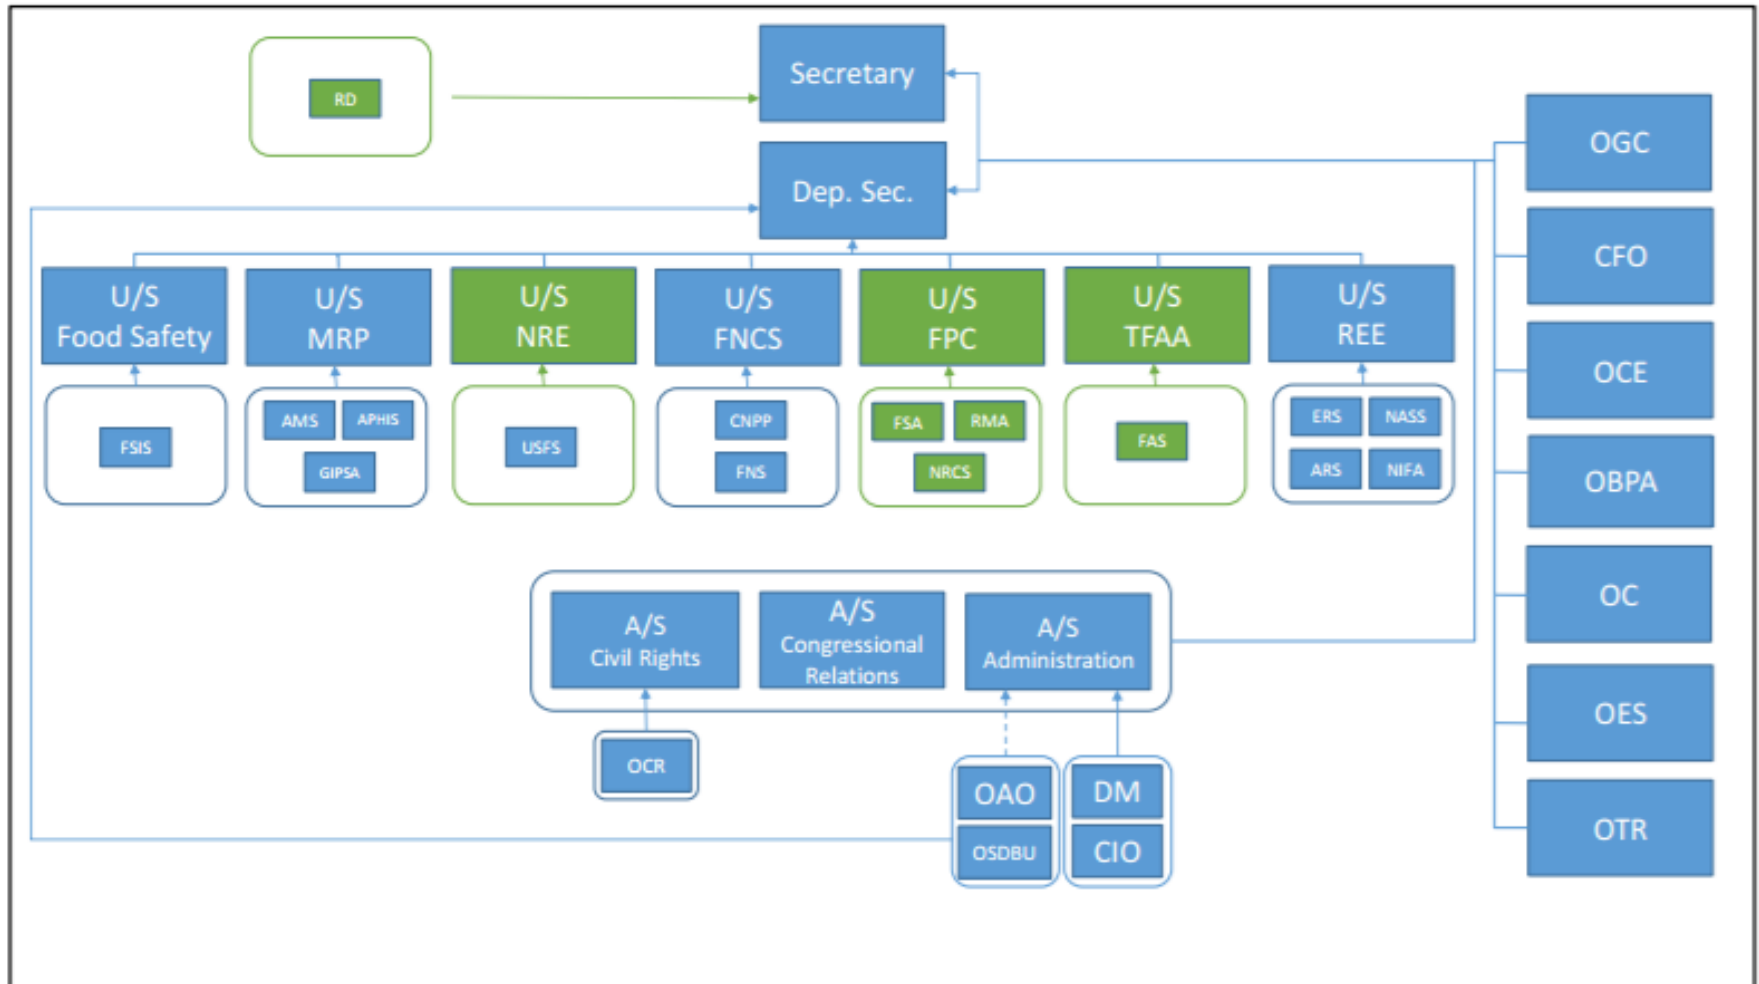 Secretary
RD
OGC
Dep. Sec.
CFO
U/S
Food Safety
U/S
MRP
U/S
NRE
U/S
FNCS
U/S
FPC
U/S
TFAA
U/S
REE
OCE
FSIS
AMS
APHIS
GIPSA
USFS
CNPP
FNS
FSA
RMA
NRCS
FAS
ERS
NASS
ARS
NIFA
OBPA
A/S
Civil Rights
A/S
Congressional
Relations
A/S
Administration
OC
OES
OCR
OAO
OSDBU
DM
CIO
OTR